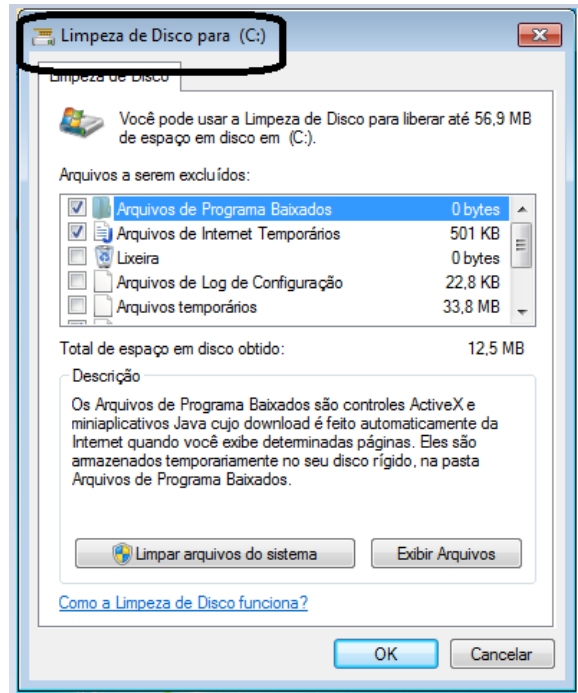 Limpeza de Disco para (C:)
Limpeza de Disco
Você pode usar a Limpeza de Disco para liberar até 56,9 MB
de espaço em disco em (C:).
Arquivos a serem excluídos:
Arquivos de Programa Baixados 0 bytes
Arquivos de Internet Temporários 501 KB
Lixeira 0 bytes
Arquivos de Log de Configuração 22,8 KB
Arquivos temporários 33,8 MB
Total de espaço em disco obtido: 12,5 MB
Descrição
Os Arquivos de Programa Baixados são controles ActiveX e
miniaplicativos Java cujo download é feito automaticamente da
Internet quando você exibe determinadas páginas. Eles são
armazenados temporariamente no seu disco rígido, na pasta
Arquivos de Programa Baixados.
Limpar arquivos do sistema Exibir Arquivos
Como a Limpeza de Disco funciona?
OK Cancelar